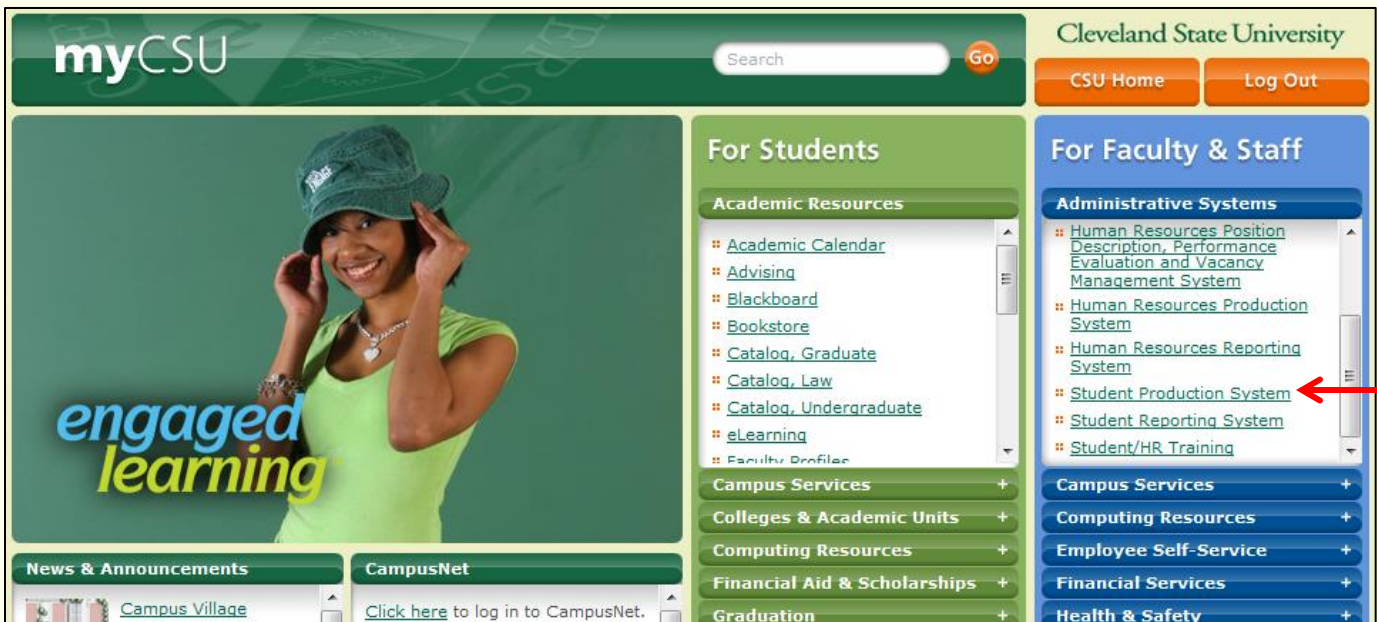 myCSU
Search
Go
Cleveland State University
CSU Home
Log Out
engaged
learning
For Students
Academic Resources
Academic Calendar
Advising
Blackboard
Bookstore
Catalog, Graduate
Catalog, Law
Catalog, Undergraduate
eLearning
Faculty Profiles
Campus Services +
Colleges & Academic Units +
Computing Resources +
Financial Aid & Scholarships +
Graduation +
For Faculty & Staff
Administrative Systems
Human Resources Position
Description, Performance
Evaluation and Vacancy
Management System
Human Resources Production
System
Human Resources Reporting
System
Student Production System
Student Reporting System
Student/HR Training
Campus Services +
Computing Resources +
Employee Self-Service +
Financial Services +
Health & Safety +
News & Announcements
Campus Village
CampusNet
Click here to log in to CampusNet.